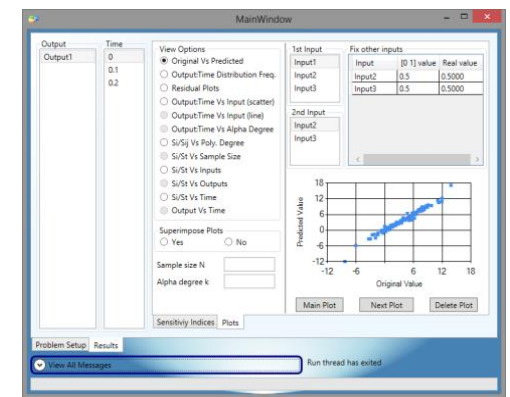 MainWindow
Output
Output1
Time
0
0.1
0.2
View Options
Original Vs Predicted
Output:Time Distribution Freq.
Residual Plots
Output:Time Vs Input (scatter)
Output:Time Vs Input (line)
Output:Time Vs Alpha Degree
Si/Sij Vs Poly. Degree
Si/St Vs Sample Size
Si/St Vs Inputs
Si/St Vs Outputs
Si/St Vs Time
Output Vs Time
Superimpose Plots
Yes No
Sample size N
Alpha degree k
Sensitiviy Indices Plots
1st Input
Input1
Input2
Input3
2nd Input
Input2
Input3
Fix other inputs
Input [0 1] value Real value
Input2 0.5 0.5000
Input3 0.5 0.5000
Predicted Value
18
12
6
0
-6
-12
-12 -6 6 12 18
Original Value
Main Plot Next Plot Delete Plot
Problem Setup Results
View All Messages
Run thread has exited